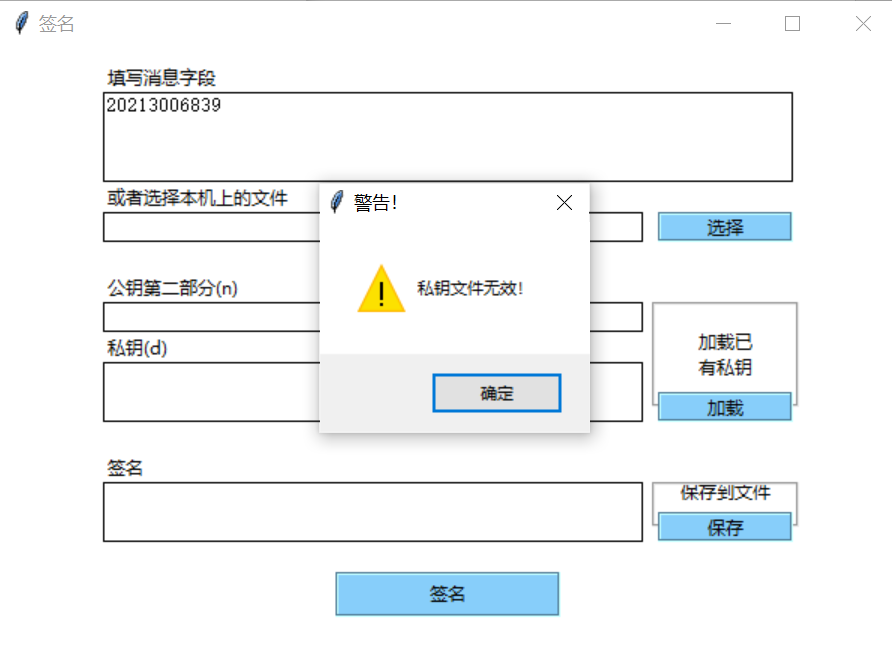 签名
填写消息字段
20213006839
或者选择本机上的文件
选择
警告!
私钥文件无效!
确定
公钥第二部分(n)
私钥(d)
加载已
有私钥
加载
签名
保存到文件
保存
签名